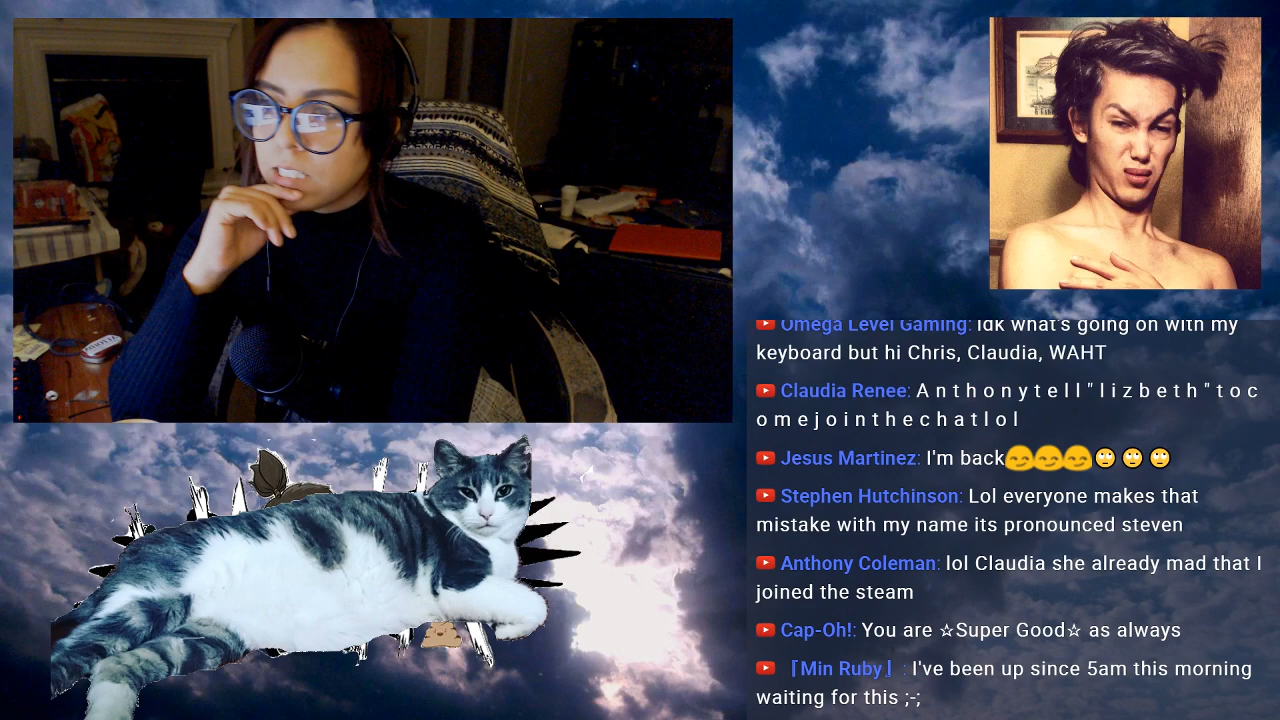 Omega Level Gaming: Idk what's going on with my
keyboard but hi Chris, Claudia, WAHT
Claudia Renee: A n t h o n y t e l l " l i z b e t h " t o c
o m e j o i n t h e c h a t l o l
Jesus Martinez: I'm back😏😏😏🙄 🙄 🙄
Stephen Hutchinson: Lol everyone makes that
mistake with my name its pronounced steven
Anthony Coleman: lol Claudia she already mad that I
joined the steam
Cap-Oh!: You are ☆Super Good☆ as always
「Min Ruby」 : I've been up since 5am this morning
waiting for this ;-;